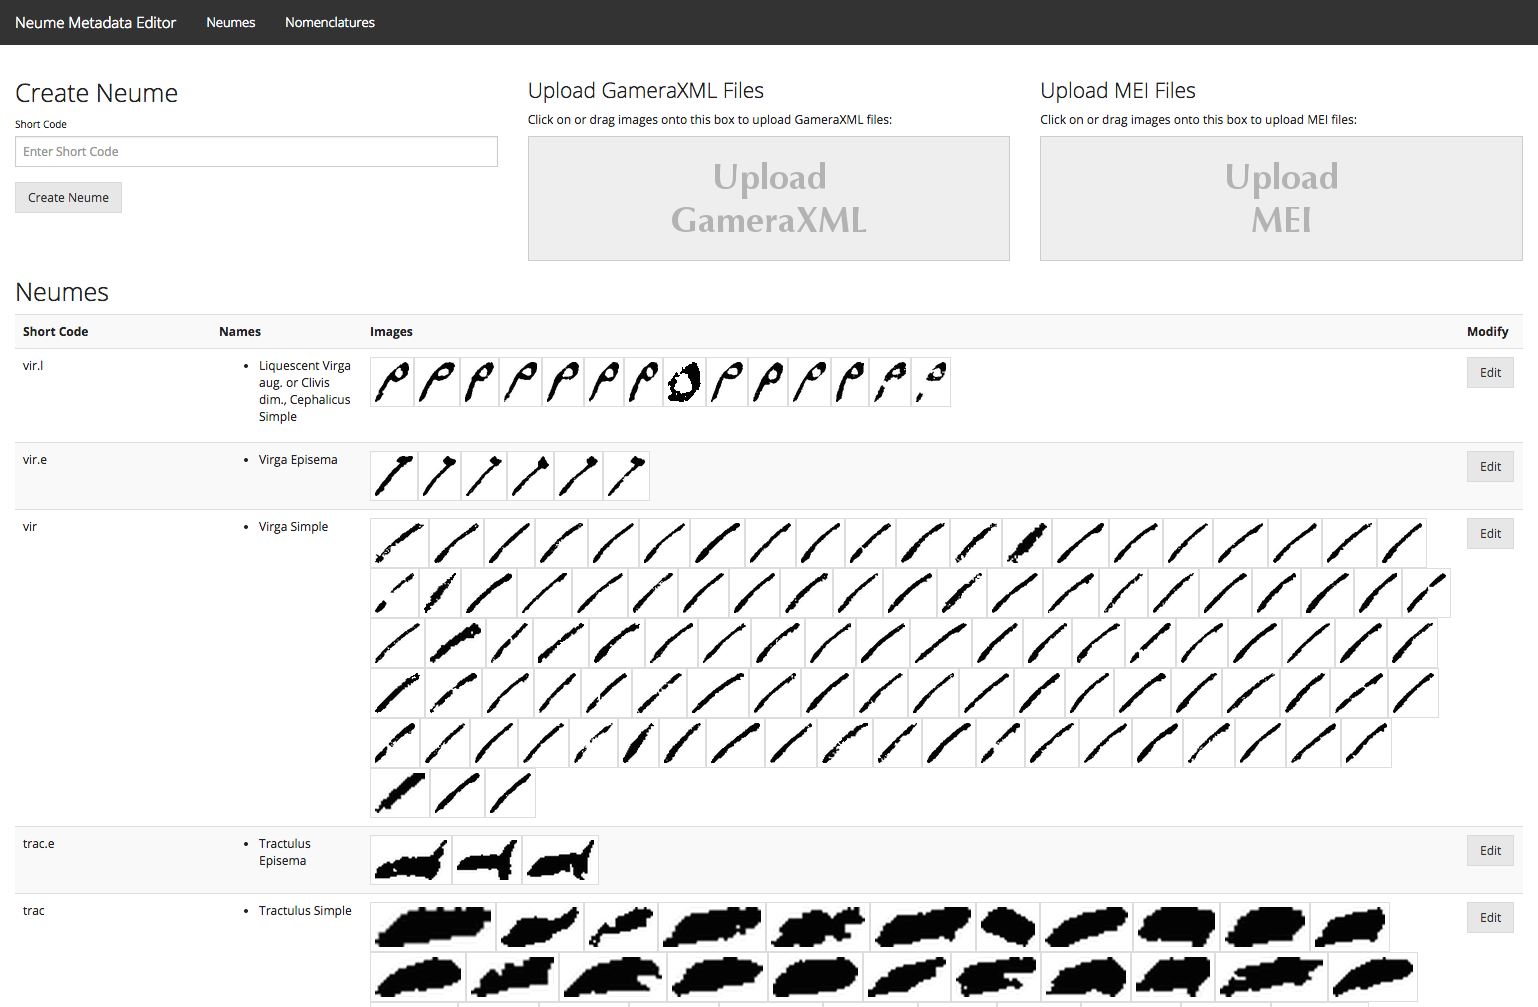 Neume Metadata Editor Neumes Nomenclatures
Create Neume
Short Code
Enter Short Code
Create Neume
Upload GameraXML Files
Click on or drag images onto this box to upload GameraXML files:
Upload
GameraXML
Upload MEI Files
Click on or drag images onto this box to upload MEI files:
Upload
MEI
Neumes
Short Code Names Images Modify
vir.l
Liquescent Virga
aug. or Clivis
dim., Cephalicus
Simple
Edit
vir.e
Virga Episema
Edit
vir
Virga Simple
Edit
trac.e
Tractulus
Episema
Edit
trac
Tractulus Simple
Edit